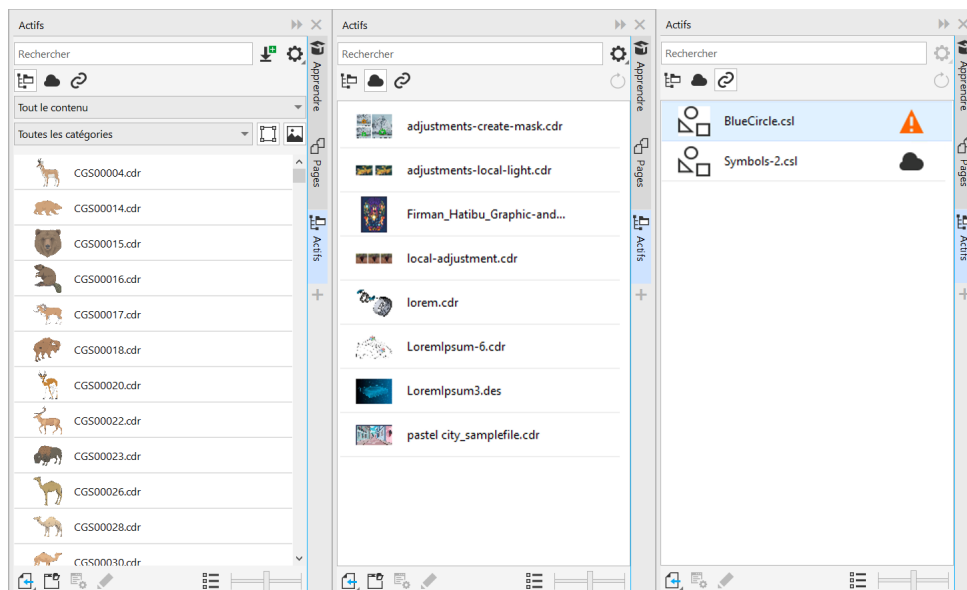 Actifs
Rechercher
Tout le contenu
Toutes les catégories
CGS00004.cdr
CGS00014.cdr
CGS00015.cdr
CGS00016.cdr
CGS00017.cdr
CGS00018.cdr
CGS00020.cdr
CGS00022.cdr
CGS00023.cdr
CGS00026.cdr
CGS00028.cdr
CGS00030.cdr
Apprendre
Pages
Actifs
Actifs
Rechercher
adjustments-create-mask.cdr
adjustments-local-light.cdr
Firman_Hatibu_Graphic-and...
local-adjustment.cdr
lorem.cdr
LoremIpsum-6.cdr
LoremIpsum3.des
pastel city_samplefile.cdr
Apprendre
Pages
Actifs
Actifs
Rechercher
BlueCircle.csl
Symbols-2.csl
Apprendre
Pages
Actifs